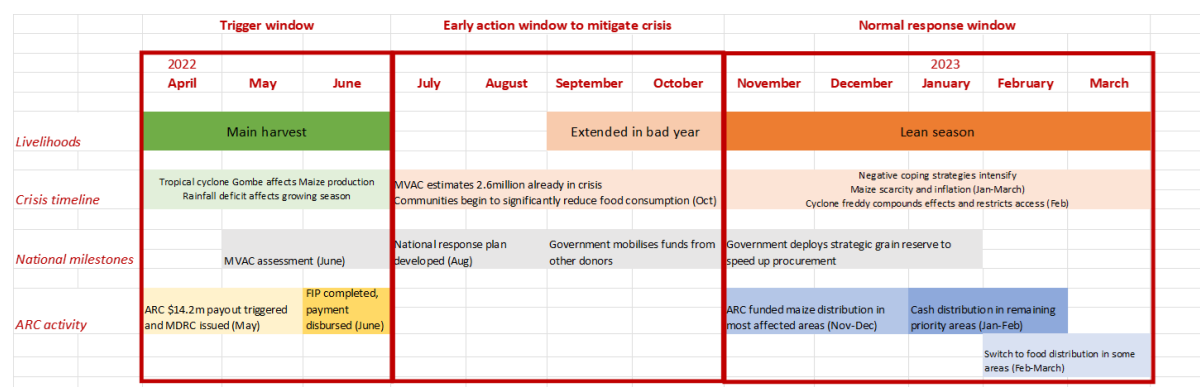 Trigger window
Early action window to mitigate crisis
Normal response window
2022
2023
April
May
June
July
August
September
October
November
December
January
February
March
Livelihoods
Main harvest
Extended in bad year
Lean season
Crisis timeline
Tropical cyclone Gombe affects Maize production
Rainfall deficit affects growing season
MVAC estimates 2.6million already in crisis
Communities begin to significantly reduce food consumption (Oct)
Negative coping strategies intensify
Maize scarcity and inflation (Jan-March)
Cyclone freddy compounds effects and restricts access (Feb)
National milestones
MVAC assessment (June)
National response plan
developed (Aug)
Government mobilises funds from
other donors
Government deploys strategic grain reserve to
speed up procurement
ARC activity
ARC $14.2m payout triggered
and MDRC issued (May)
FIP completed,
payment
disbursed (June)
ARC funded maize distribution in
most affected areas (Nov-Dec)
Cash distribution in remaining
priority areas (Jan-Feb)
Switch to food distribution in some
areas (Feb-March)